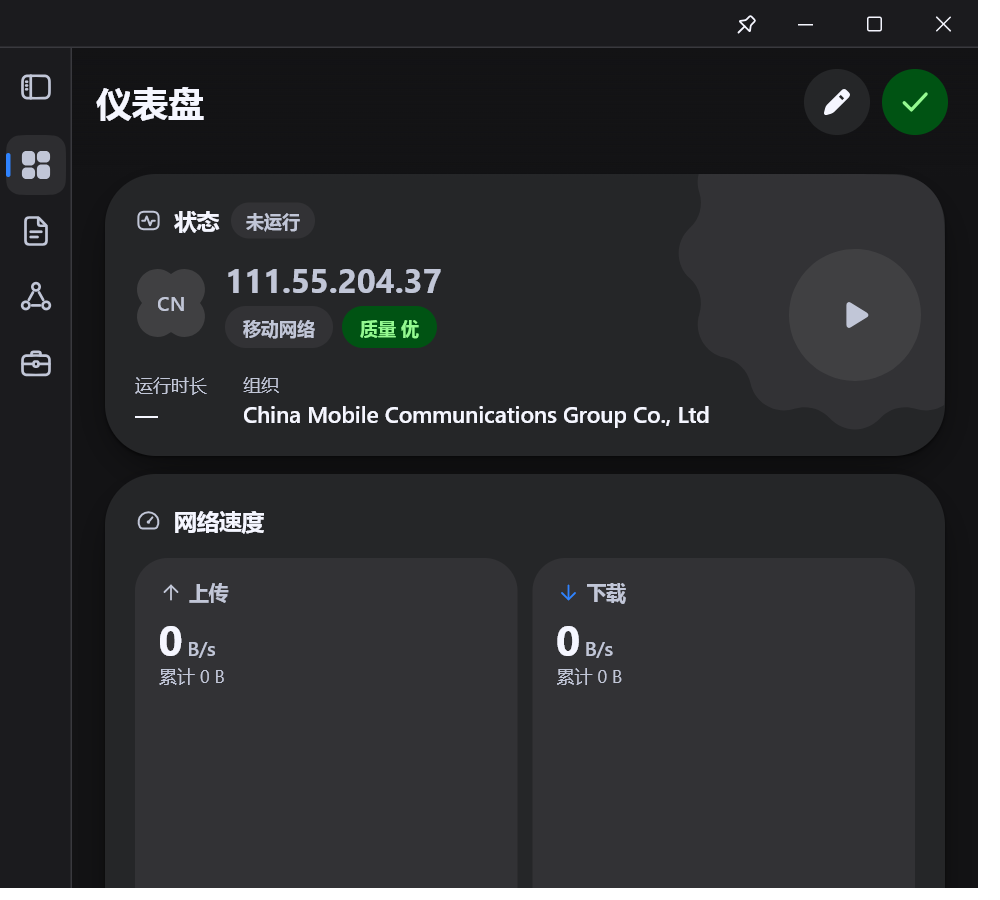 仪表盘
状态 未运行
CN
111.55.204.37
移动网络 质量 优
运行时长 组织
— China Mobile Communications Group Co., Ltd
网络速度
上传 下载
0 B/s 0 B/s
累计 0 B 累计 0 B